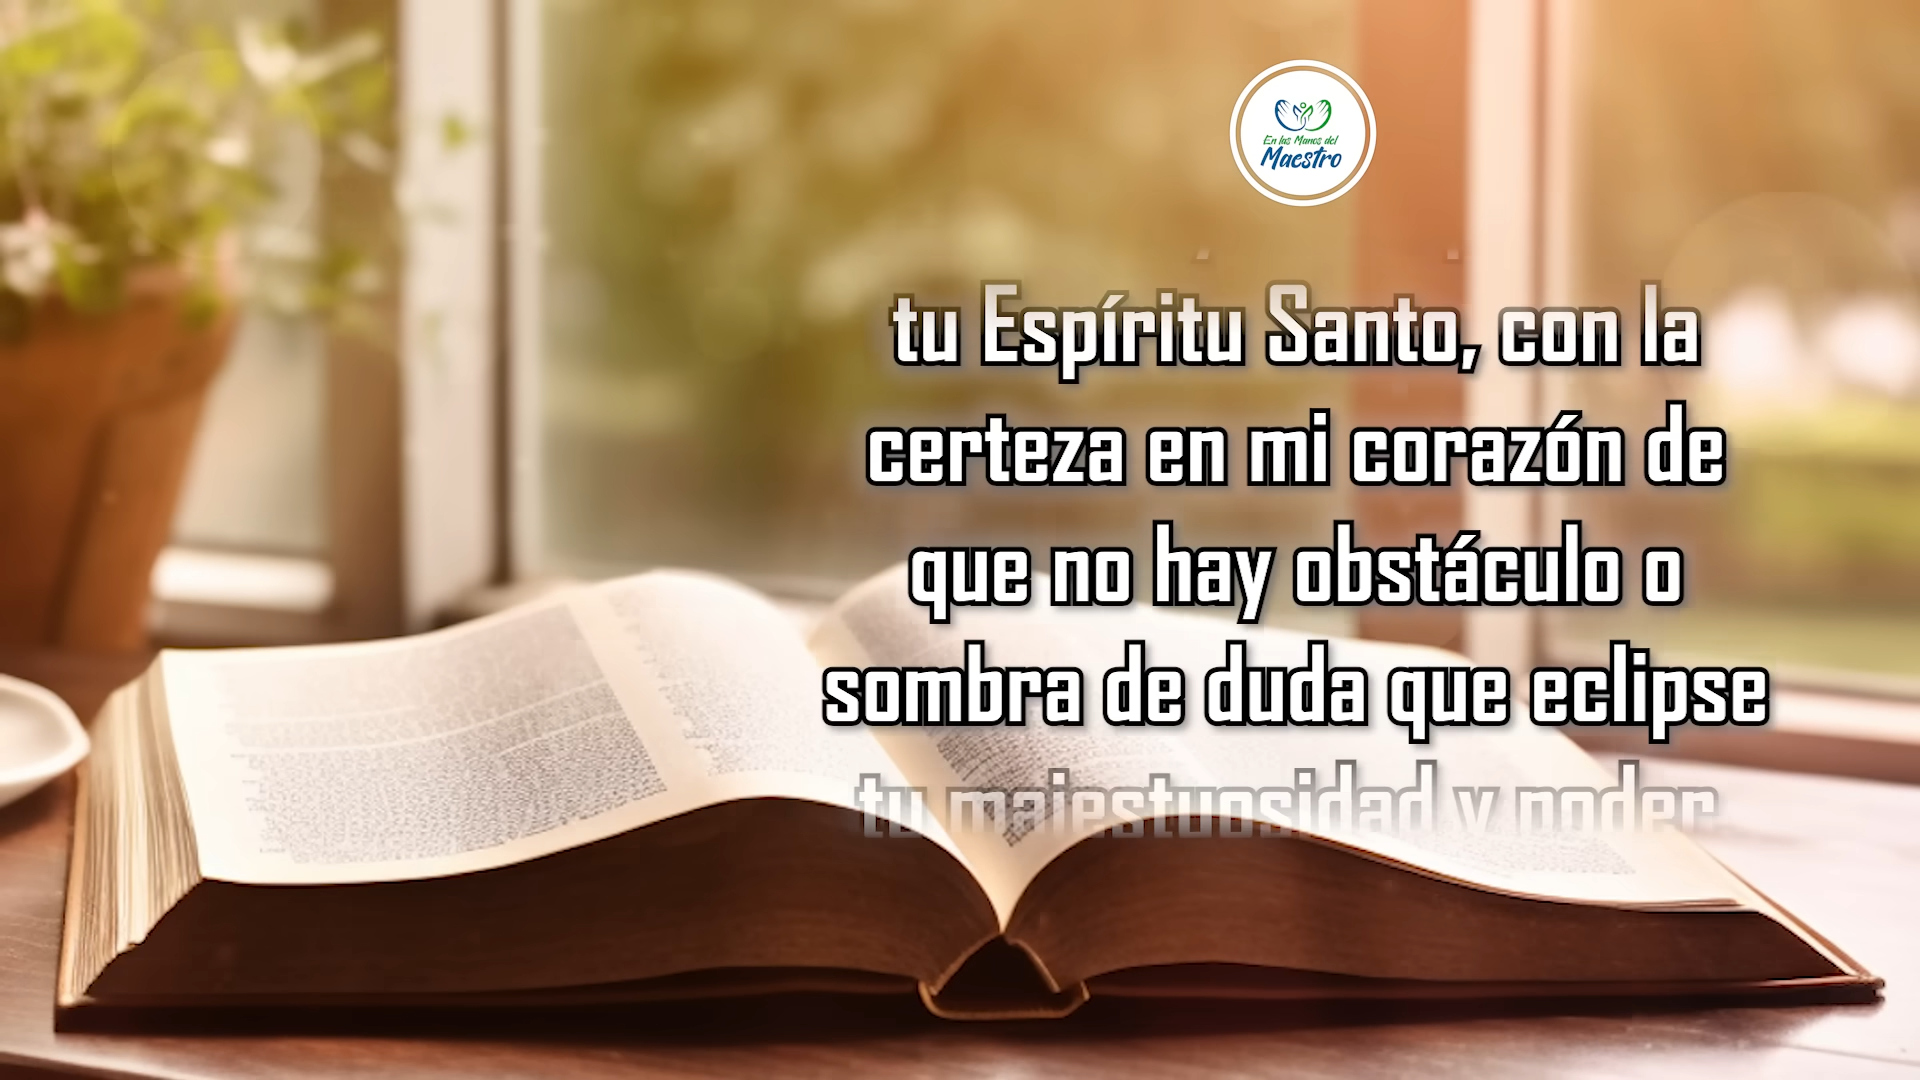 En las Manos del
Maestro
tu Espíritu Santo, con la
certeza en mi corazón de
que no hay obstáculo o
sombra de duda que eclipse
tu majestuosidad y poder